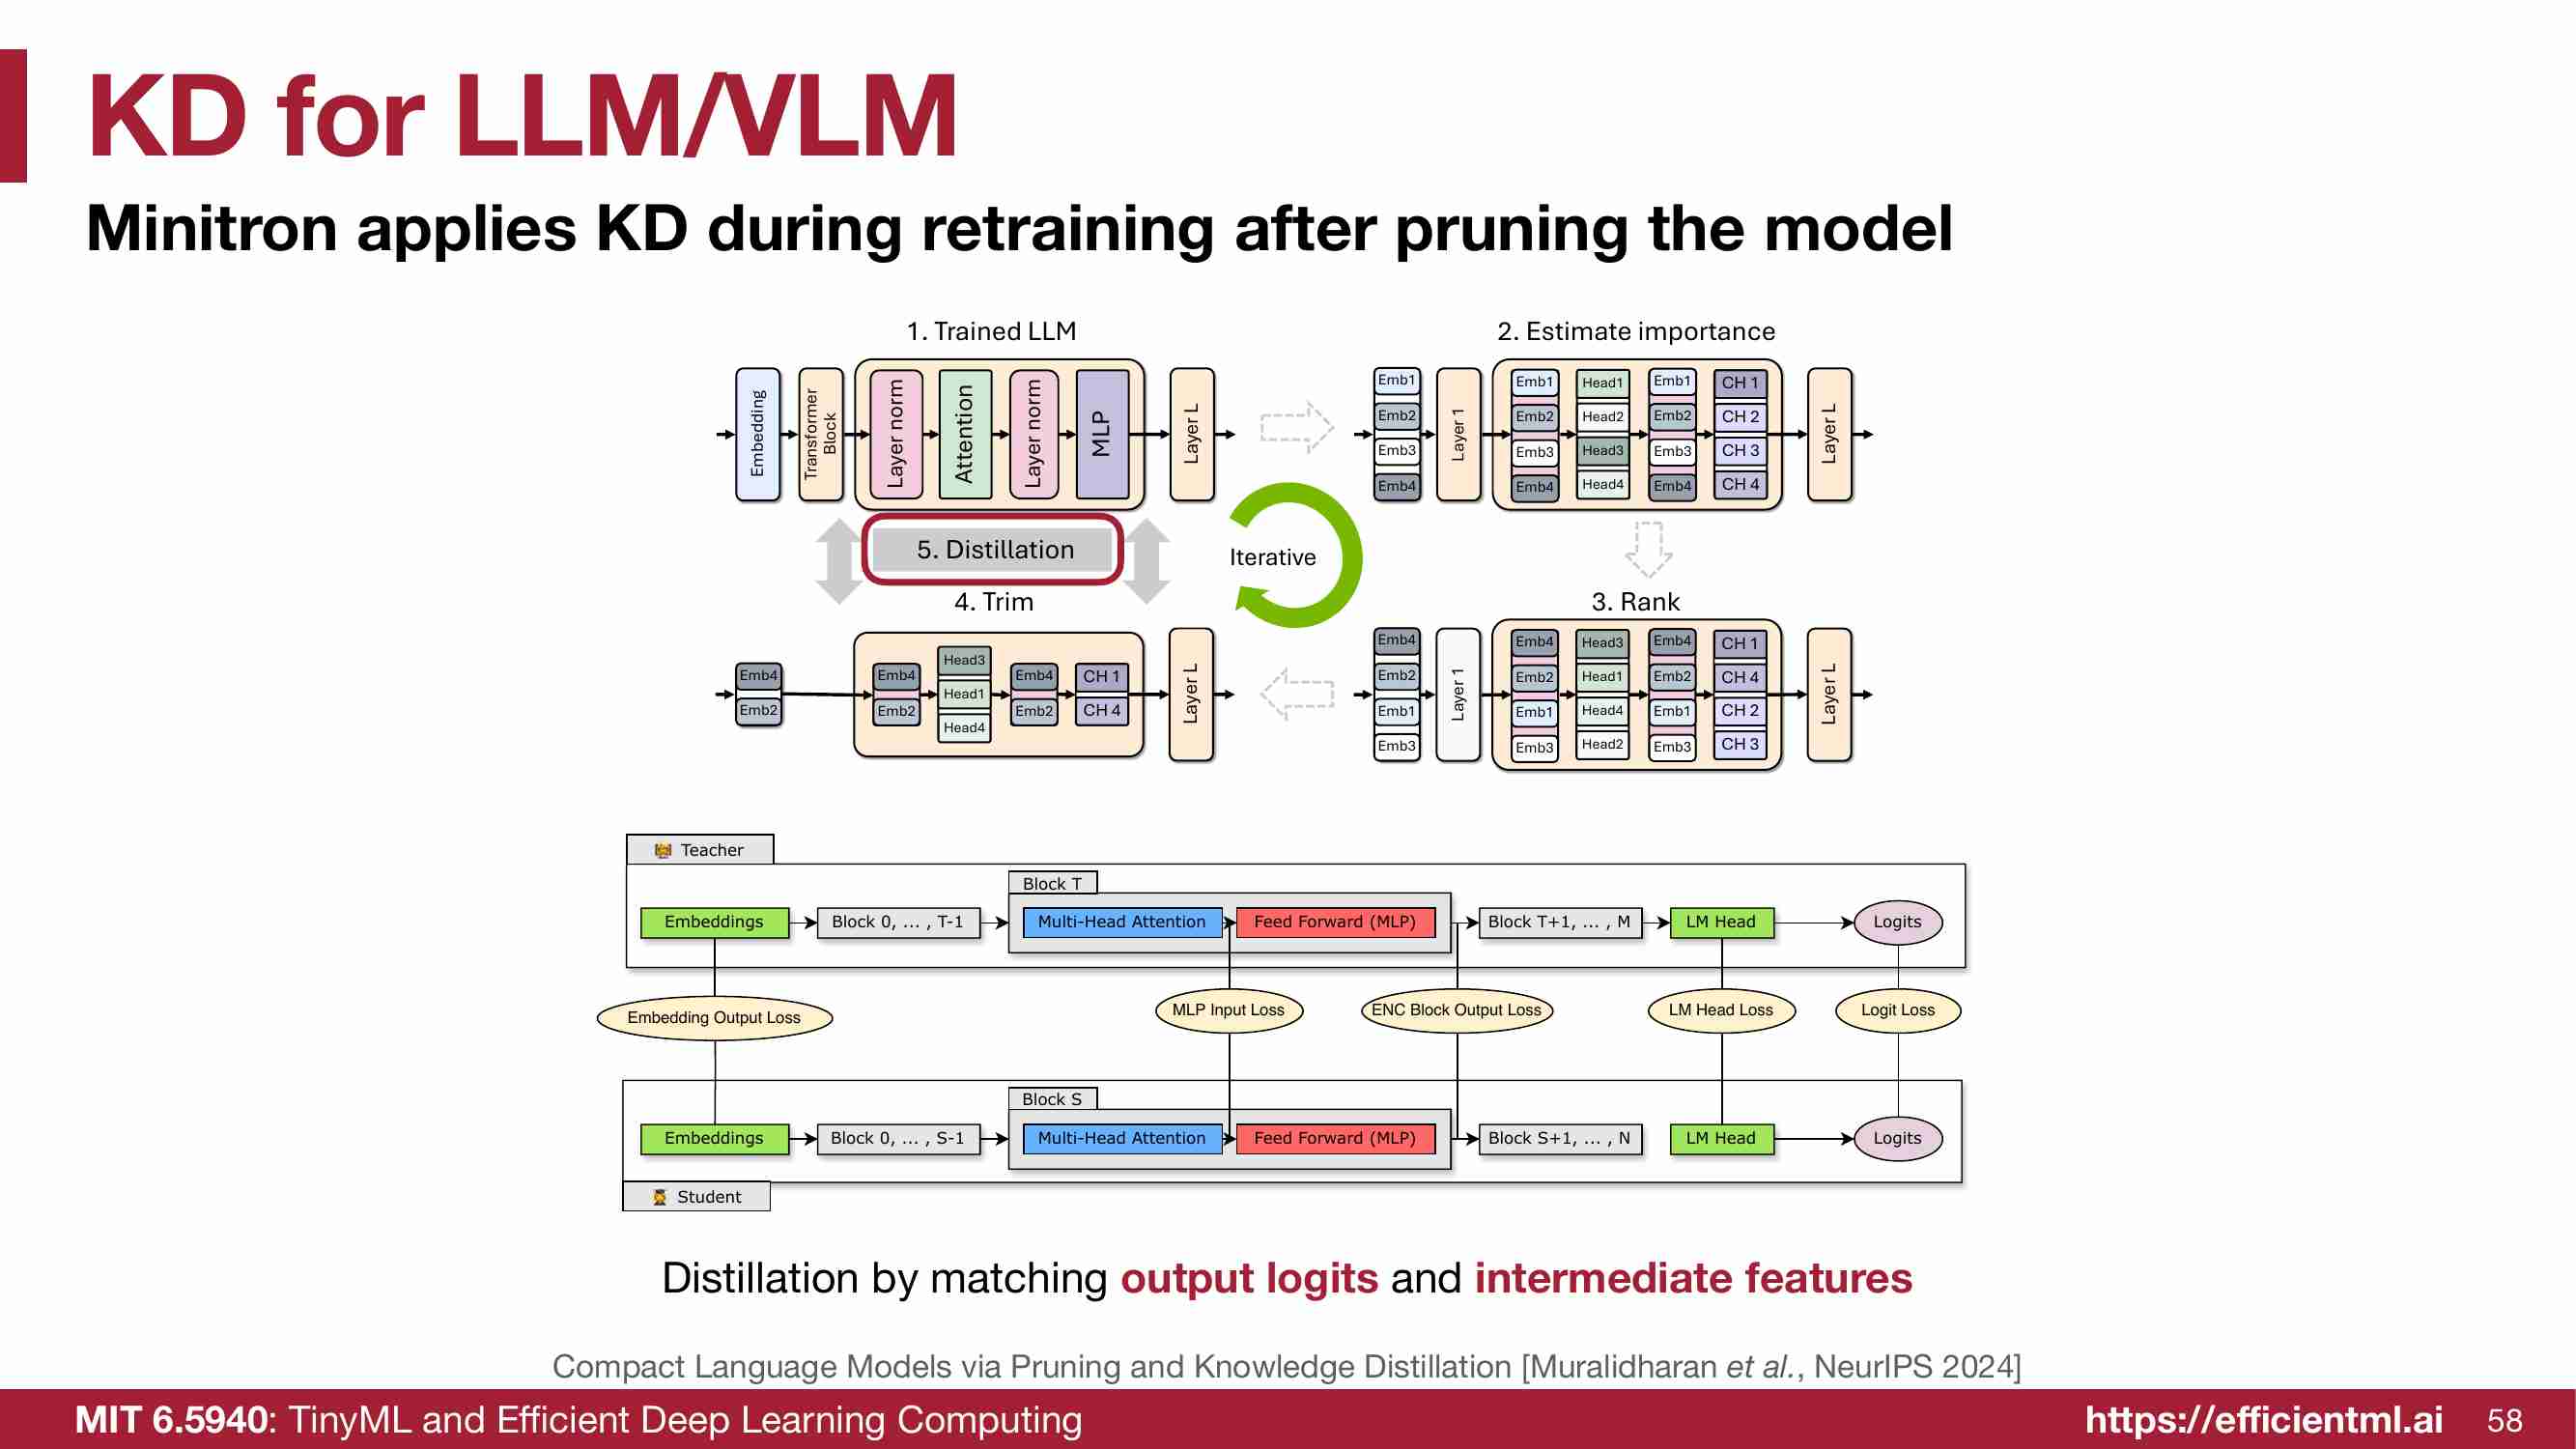 KD for LLM/VLM
Minitron applies KD during retraining after pruning the model
1. Trained LLM
Embedding
Transformer
Block
Layer norm
Attention
Layer norm
MLP
Layer L
2. Estimate importance
Emb1
Emb2
Emb3
Emb4
Layer 1
Emb1
Emb2
Emb3
Emb4
Head1
Head2
Head3
Head4
Emb1
Emb2
Emb3
Emb4
CH 1
CH 2
CH 3
CH 4
Layer L
5. Distillation
Iterative
4. Trim
Emb4
Emb2
Emb4
Emb2
Head3
Head1
Head4
Emb4
Emb2
CH 1
CH 4
Layer L
3. Rank
Emb4
Emb2
Emb1
Emb3
Layer 1
Emb4
Emb2
Emb1
Emb3
Head3
Head1
Head4
Head2
Emb4
Emb2
Emb1
Emb3
CH 1
CH 4
CH 2
CH 3
Layer L
Teacher
Block T
Embeddings
Block 0, ... , T-1
Multi-Head Attention
Feed Forward (MLP)
Block T+1, ... , M
LM Head
Logits
Embedding Output Loss
MLP Input Loss
ENC Block Output Loss
LM Head Loss
Logit Loss
Block S
Embeddings
Block 0, ... , S-1
Multi-Head Attention
Feed Forward (MLP)
Block S+1, ... , N
LM Head
Logits
Student
Distillation by matching output logits and intermediate features
Compact Language Models via Pruning and Knowledge Distillation [Muralidharan et al., NeurIPS 2024]
MIT 6.5940: TinyML and Efficient Deep Learning Computing
https://efficientml.ai
58